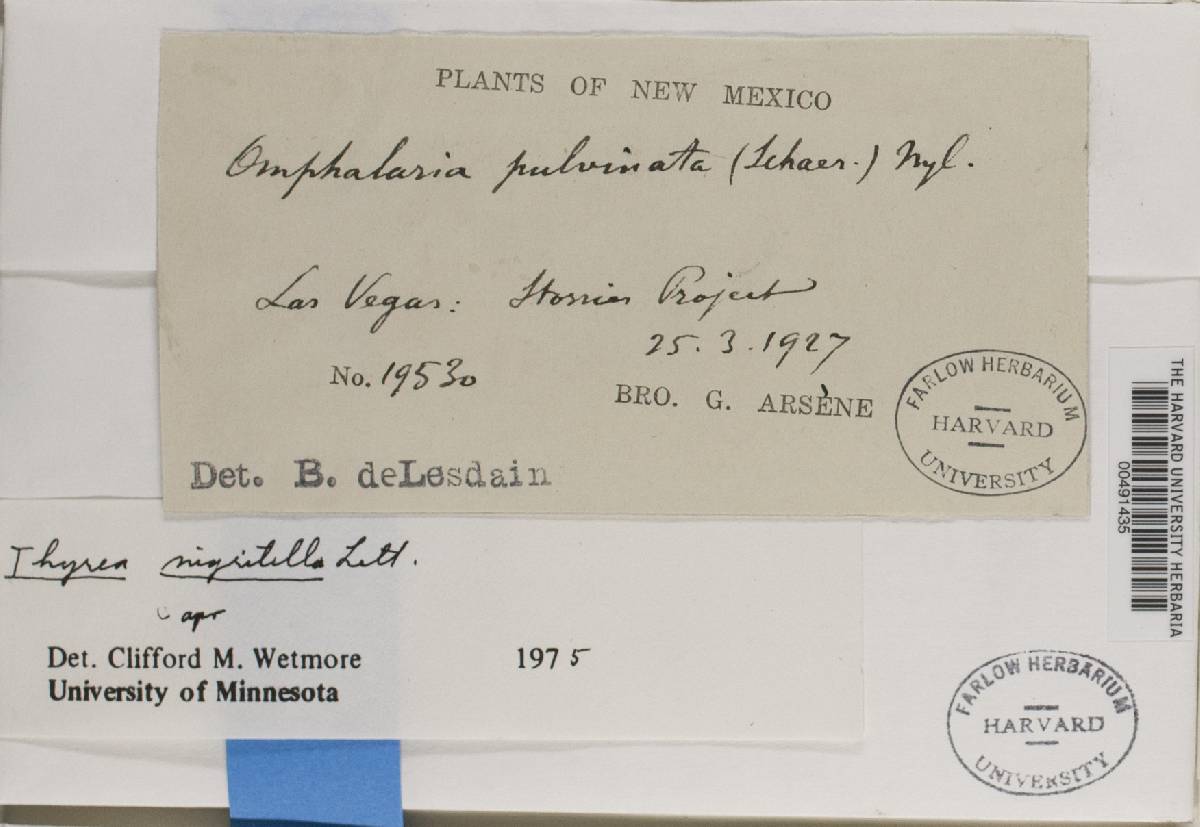 PLANTS OF NEW MEXICO
Omphalaria pulvinata (Schaer.) Nyl.
Las Vegas: Storries Project
25.3.1927
No. 19530
BRO. G. ARSÈNE
Det. B. deLesdain
FARLOW HERBARIUM
HARVARD
UNIVERSITY
THE HARVARD UNIVERSITY HERBARIA
00491435
Thyrea nigritella Lett.
apr
Det. Clifford M. Wetmore 1975
University of Minnesota
FARLOW HERBARIUM
HARVARD
UNIVERSITY